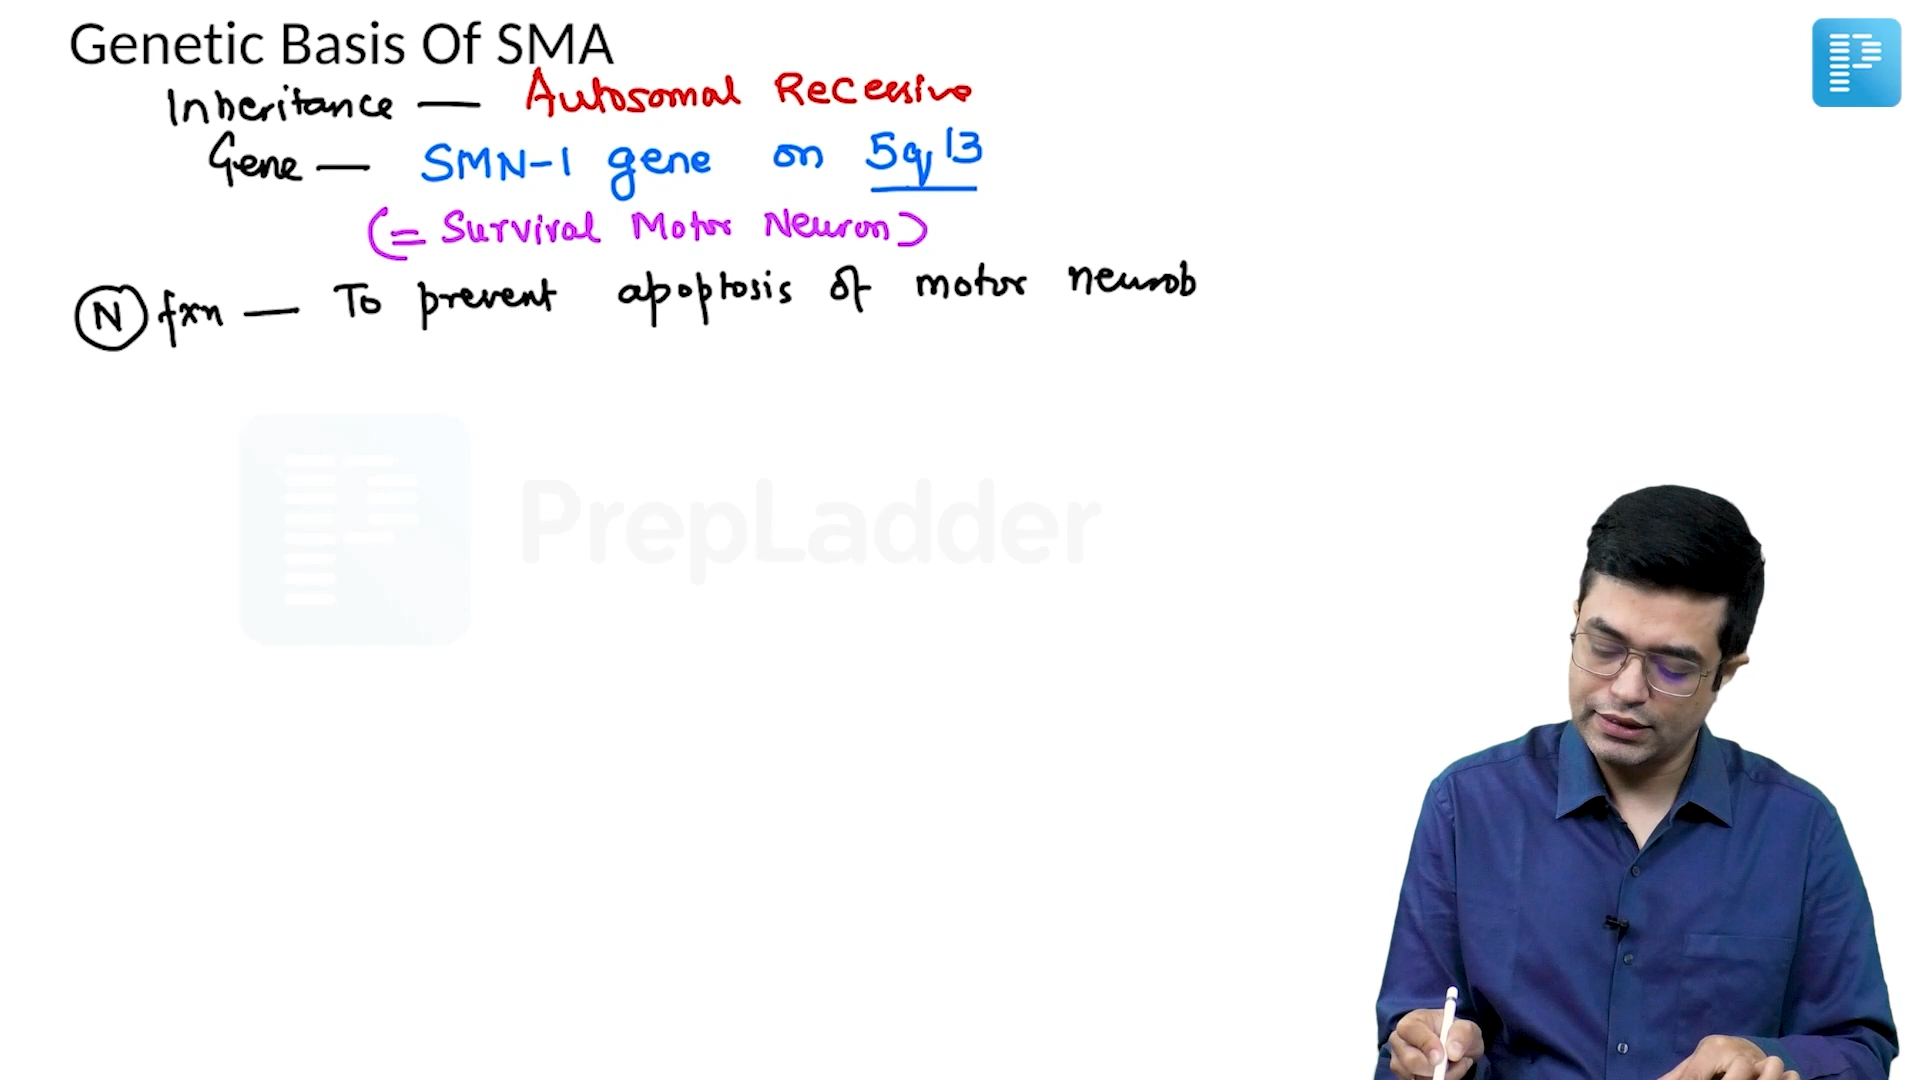 Genetic Basis Of SMA
Inheritance — Autosomal Recessive
Gene — SMN-1 gene on 5q13
(= Survival Motor Neuron)
N fxn — To prevent apoptosis of motor neurob
PrepLadder